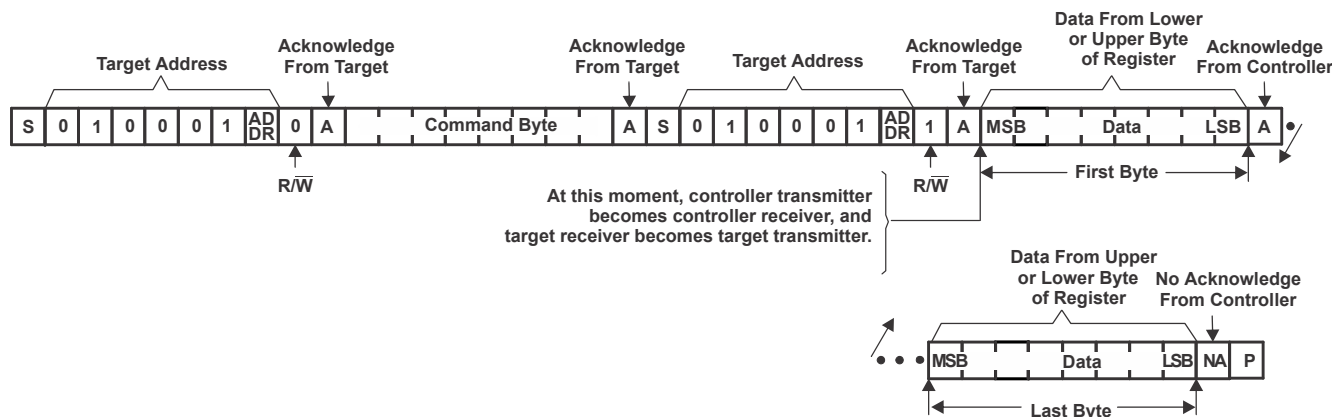 Data From Lower
or Upper Byte
of Register
Acknowledge
From Target
Acknowledge
From Target
Acknowledge
From Target
Acknowledge
From Controller
Target Address
Target Address
S 0 1 0 0 0 1 AD DR 0 A Command Byte A S 0 1 0 0 0 1 AD DR 1 A MSB Data LSB A
R/W̅
R/W̅
First Byte
At this moment, controller transmitter
becomes controller receiver, and
target receiver becomes target transmitter.
Data From Upper
or Lower Byte
of Register
No Acknowledge
From Controller
MSB Data LSB NA P
Last Byte